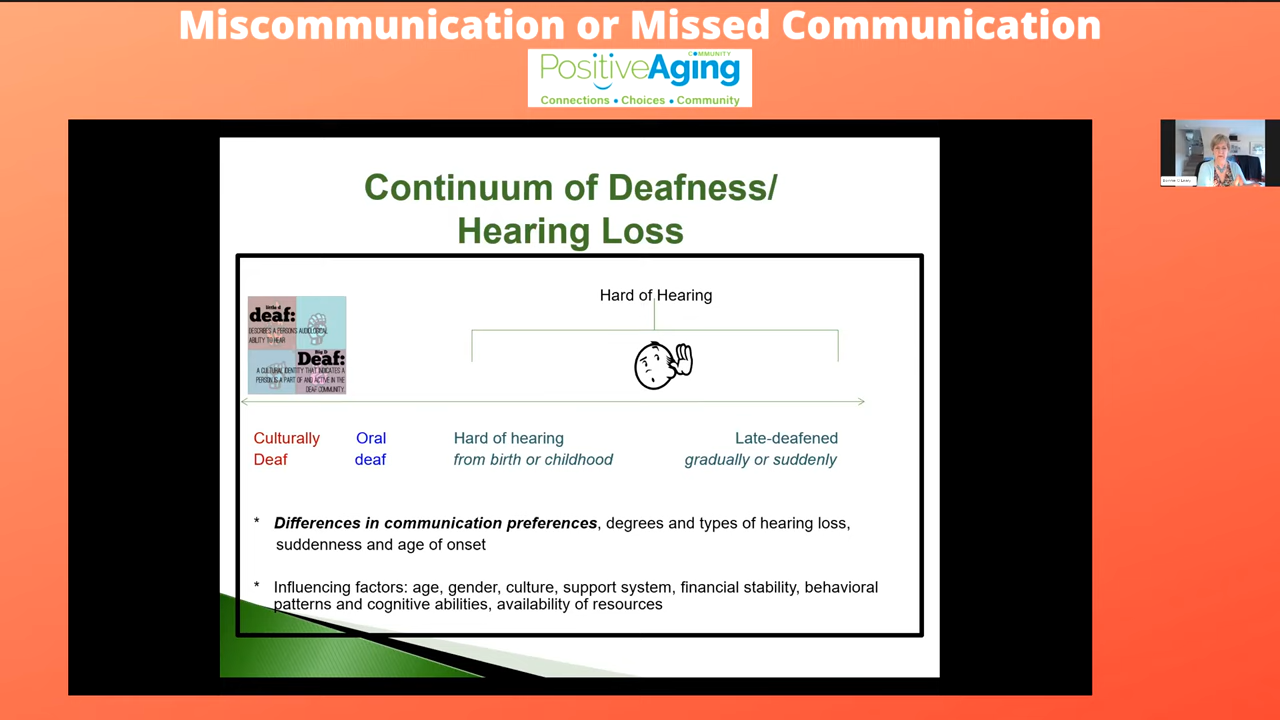 Miscommunication or Missed Communication
COMMUNITY
PositiveAging
Connections • Choices • Community
Continuum of Deafness/
Hearing Loss
Hard of Hearing
little d
deaf:
DESCRIBES A PERSON'S AUDIOLOGICAL
ABILITY TO HEAR
Big D
Deaf:
A CULTURAL IDENTITY THAT INDICATES A
PERSON IS A PART OF AND ACTIVE IN THE
DEAF COMMUNITY.
Culturally
Deaf
Oral
deaf
Hard of hearing
from birth or childhood
Late-deafened
gradually or suddenly
* Differences in communication preferences, degrees and types of hearing loss,
suddenness and age of onset
* Influencing factors: age, gender, culture, support system, financial stability, behavioral
patterns and cognitive abilities, availability of resources